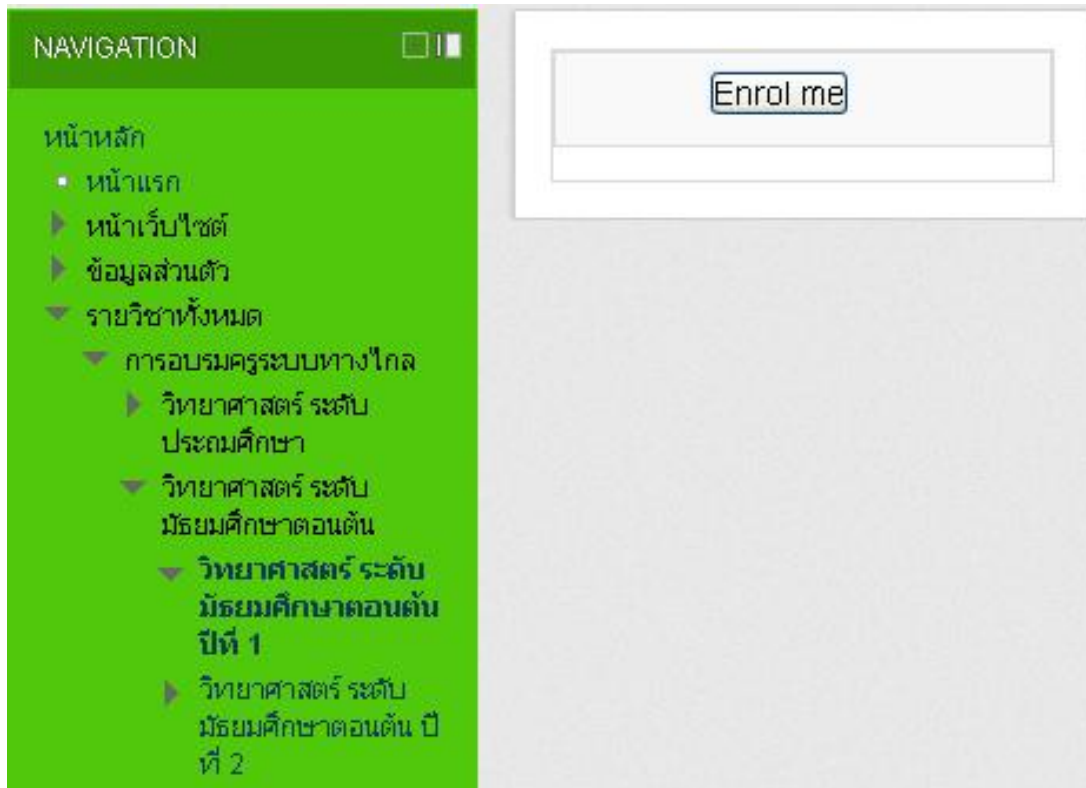 NAVIGATION
หน้าหลัก
หน้าแรก
หน้าเว็บไซต์
ข้อมูลส่วนตัว
รายวิชาทั้งหมด
การอบรมครูระบบทางไกล
วิทยาศาสตร์ ระดับ
ประถมศึกษา
วิทยาศาสตร์ ระดับ
มัธยมศึกษาตอนต้น
วิทยาศาสตร์ ระดับ
มัธยมศึกษาตอนต้น
ปีที่ 1
วิทยาศาสตร์ ระดับ
มัธยมศึกษาตอนต้น ปี
ที่ 2
Enrol me